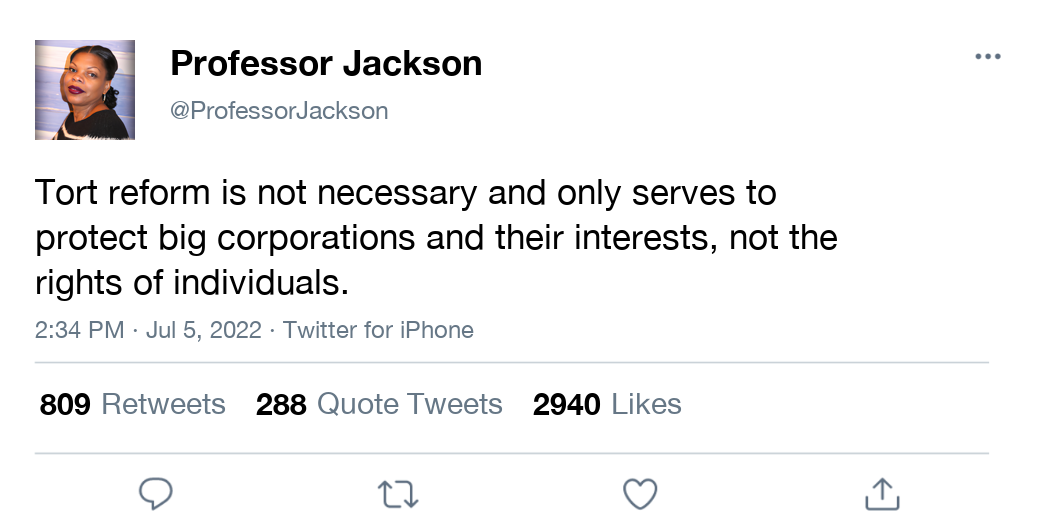 Professor Jackson
@ProfessorJackson
Tort reform is not necessary and only serves to
protect big corporations and their interests, not the
rights of individuals.
2:34 PM · Jul 5, 2022 · Twitter for iPhone
809 Retweets 288 Quote Tweets 2940 Likes